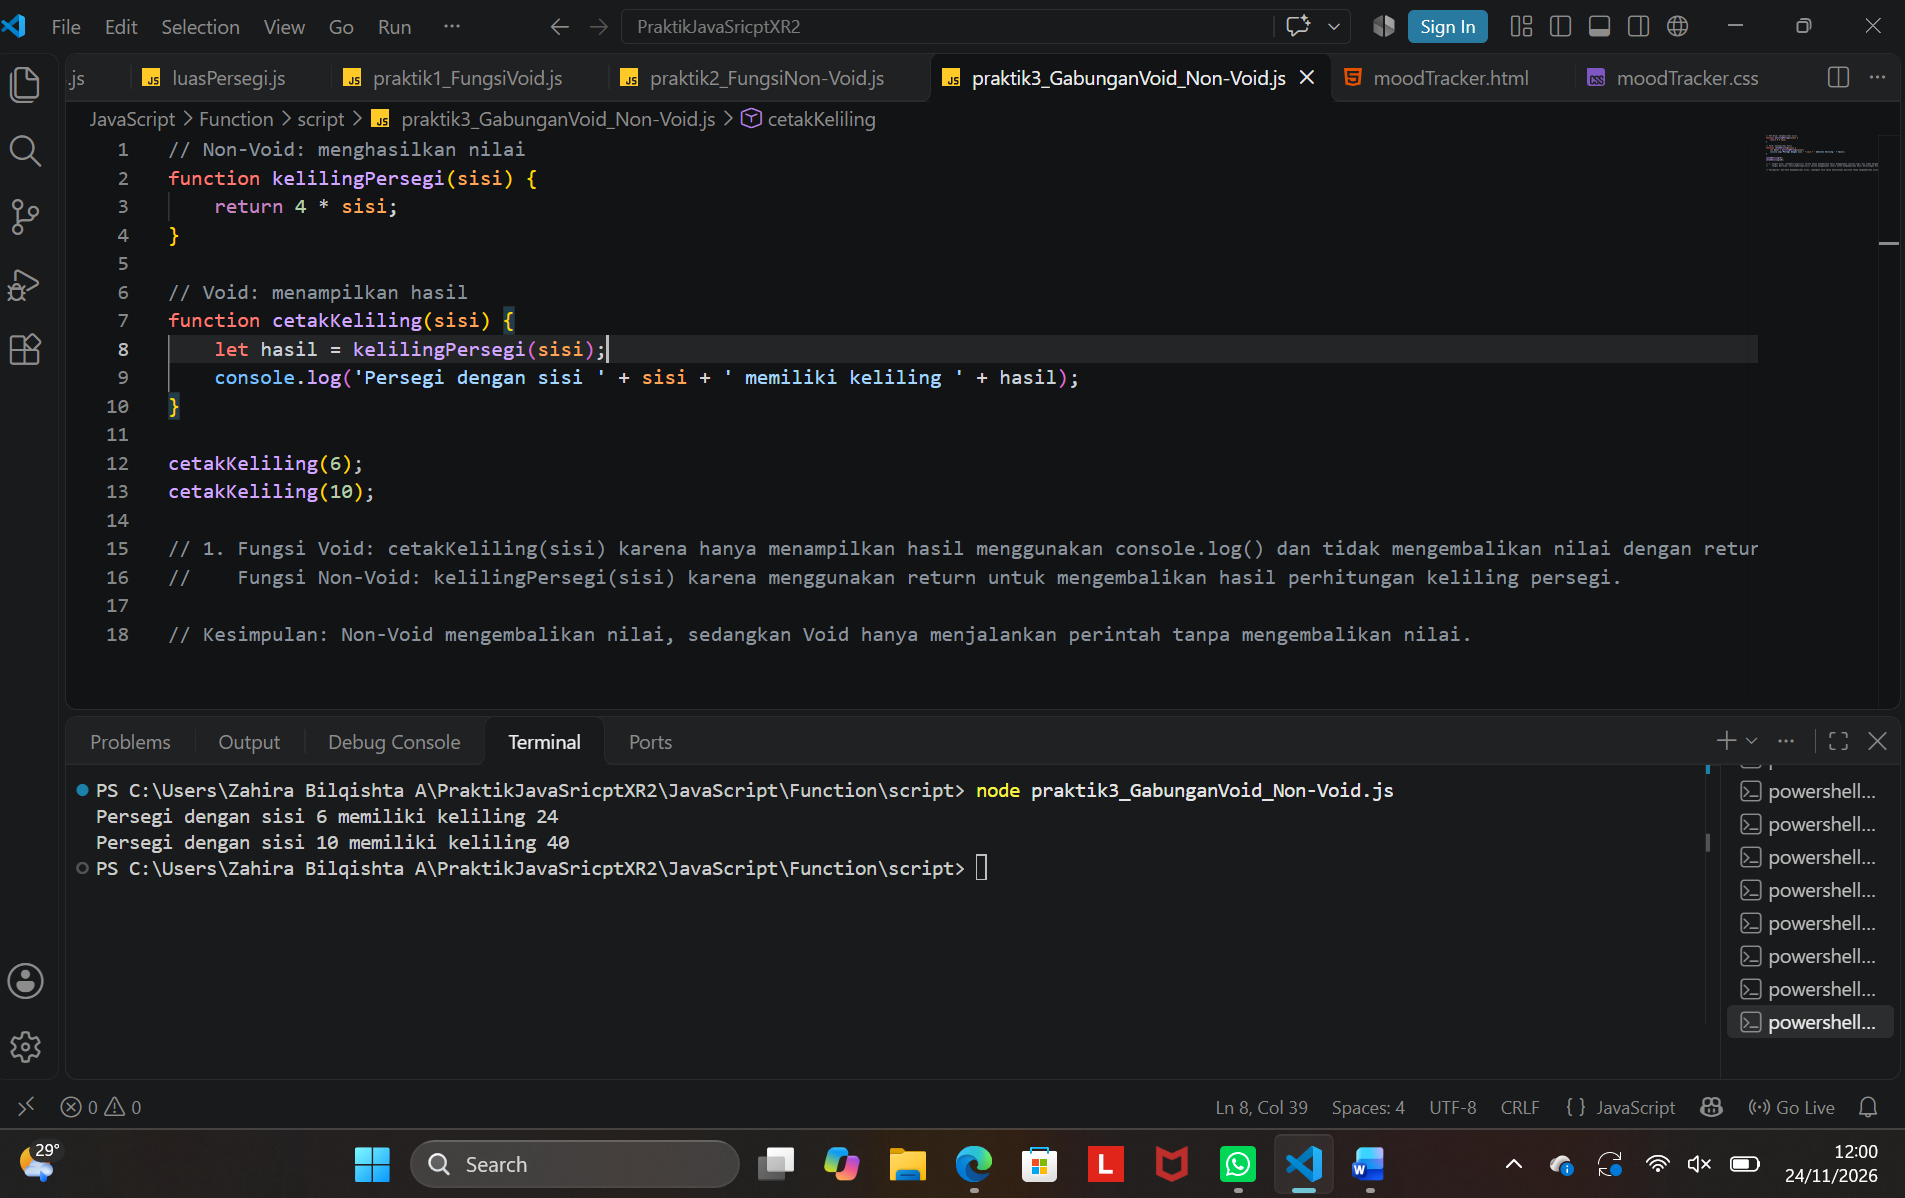 File Edit Selection View Go Run ··· PraktikJavaSricptXR2 Sign In
.js luasPersegi.js praktik1_FungsiVoid.js praktik2_FungsiNon-Void.js praktik3_GabunganVoid_Non-Void.js moodTracker.html moodTracker.css
JavaScript > Function > script > JS praktik3_GabunganVoid_Non-Void.js > cetakKeliling
1 // Non-Void: menghasilkan nilai
2 function kelilingPersegi(sisi) {
3 return 4 * sisi;
4 }
5
6 // Void: menampilkan hasil
7 function cetakKeliling(sisi) {
8 let hasil = kelilingPersegi(sisi);
9 console.log('Persegi dengan sisi ' + sisi + ' memiliki keliling ' + hasil);
10 }
11
12 cetakKeliling(6);
13 cetakKeliling(10);
14
15 // 1. Fungsi Void: cetakKeliling(sisi) karena hanya menampilkan hasil menggunakan console.log() dan tidak mengembalikan nilai dengan retur
16 //    Fungsi Non-Void: kelilingPersegi(sisi) karena menggunakan return untuk mengembalikan hasil perhitungan keliling persegi.
17
18 // Kesimpulan: Non-Void mengembalikan nilai, sedangkan Void hanya menjalankan perintah tanpa mengembalikan nilai.
Problems Output Debug Console Terminal Ports
PS C:\Users\Zahira Bilqishta A\PraktikJavaSricptXR2\JavaScript\Function\script> node praktik3_GabunganVoid_Non-Void.js
Persegi dengan sisi 6 memiliki keliling 24
Persegi dengan sisi 10 memiliki keliling 40
PS C:\Users\Zahira Bilqishta A\PraktikJavaSricptXR2\JavaScript\Function\script>
powershell...
powershell...
powershell...
powershell...
powershell...
powershell...
powershell...
powershell...
0 0 Ln 8, Col 39 Spaces: 4 UTF-8 CRLF { } JavaScript Go Live
29° Search 12:00
24/11/2026